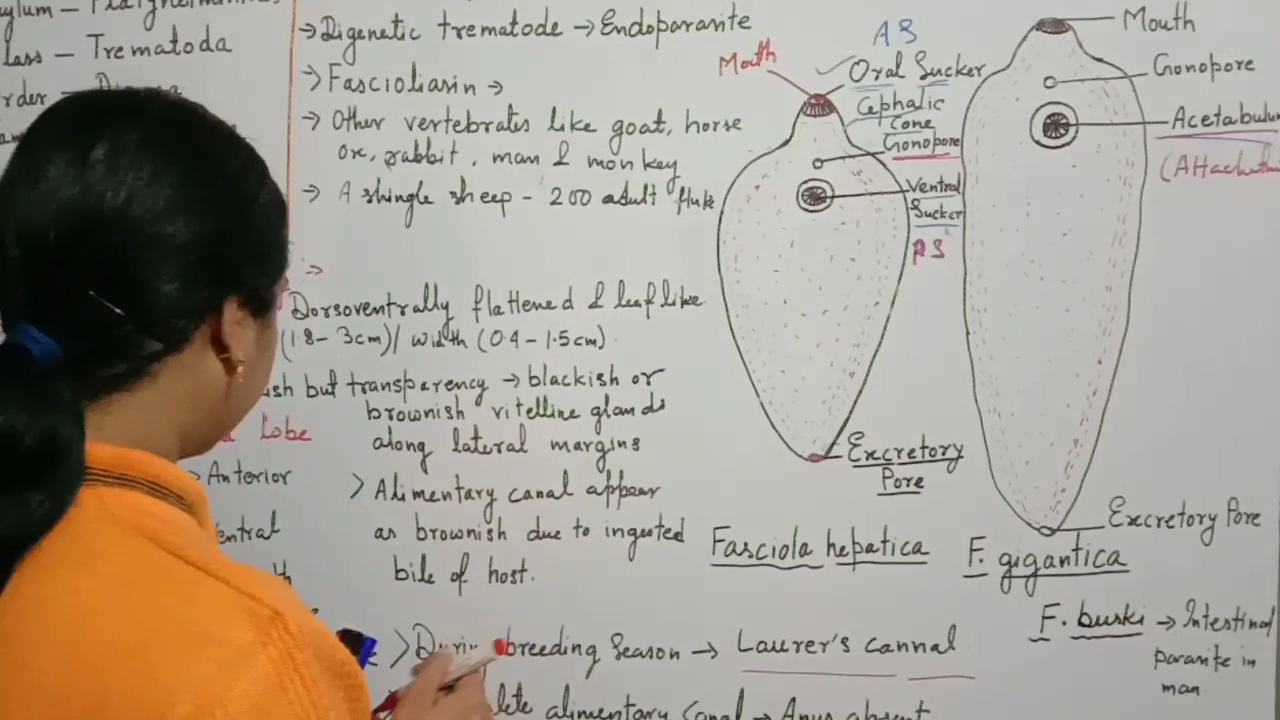 Trematoda
→ Digenetic trematode → Endoparasite
→ Fascioliasin →
→ Other vertebrates like goat, horse
ox, rabbit, man & monkey
→ A shingle sheep - 200 adult fluke
→
Dorsoventrally flattened & leaf like
(1.8 - 3cm) / width (0.4 - 1.5cm)
but transparency → blackish or
brownish vitelline glands
along lateral margins
Lobe
Anterior
> Alimentary canal appear
as brownish due to ingested
bile of host.
> During breeding Season → Laurer's Cannal
alimentary Canal → Anus absent
AS
Mouth
Oral Sucker
Cephalic
Cone
Gonopore
Ventral
Sucker
PS
Excretory
Pore
Fasciola hepatica
Mouth
Gonopore
Excretory Pore
F. gigantica
F. buski → Intestinal
parasite in
man